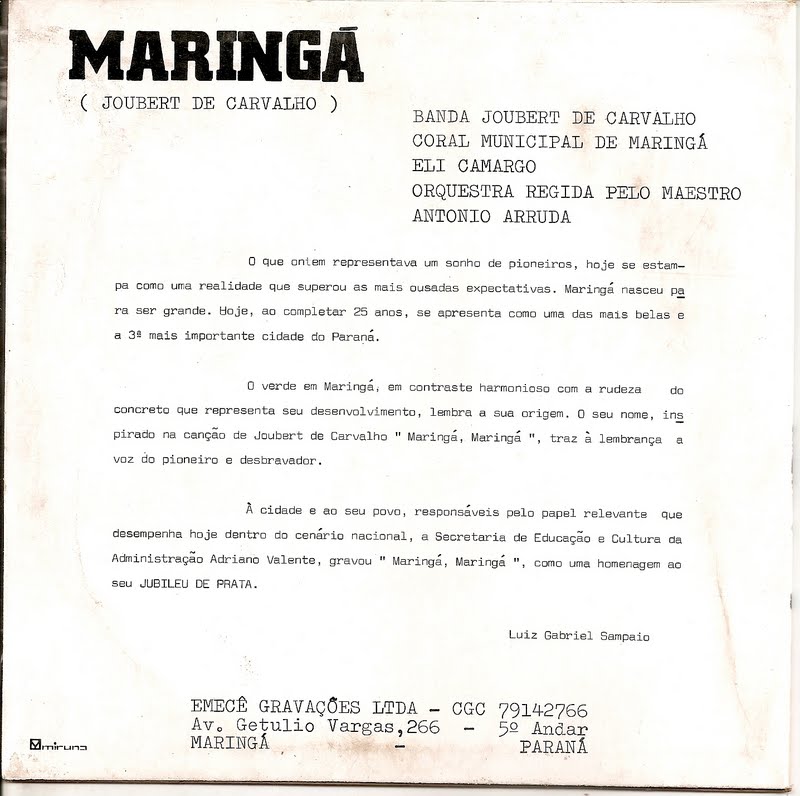 MARINGÁ
( JOUBERT DE CARVALHO )
BANDA JOUBERT DE CARVALHO
CORAL MUNICIPAL DE MARINGÁ
ELI CAMARGO
ORQUESTRA REGIDA PELO MAESTRO
ANTONIO ARRUDA
O que ontem representava um sonho de pioneiros, hoje se estam-
pa como uma realidade que superou as mais ousadas expectativas. Maringá nasceu pa
ra ser grande. Hoje, ao completar 25 anos, se apresenta como uma das mais belas e
a 3ª mais importante cidade do Paraná.
O verde em Maringá, em contraste harmonioso com a rudeza do
concreto que representa seu desenvolvimento, lembra a sua origem. O seu nome, ins
pirado na canção de Joubert de Carvalho " Maringá, Maringá ", traz à lembrança a
voz do pioneiro e desbravador.
À cidade e ao seu povo, responsáveis pelo papel relevante que
desempenha hoje dentro do cenário nacional, a Secretaria de Educação e Cultura da
Administração Adriano Valente, gravou " Maringá, Maringá ", como uma homenagem ao
seu JUBILEU DE PRATA.
Luiz Gabriel Sampaio
EMECÊ GRAVAÇÕES LTDA - CGC 79142766
Av. Getulio Vargas,266 - 5º Andar
MARINGÁ - PARANÁ
miruna